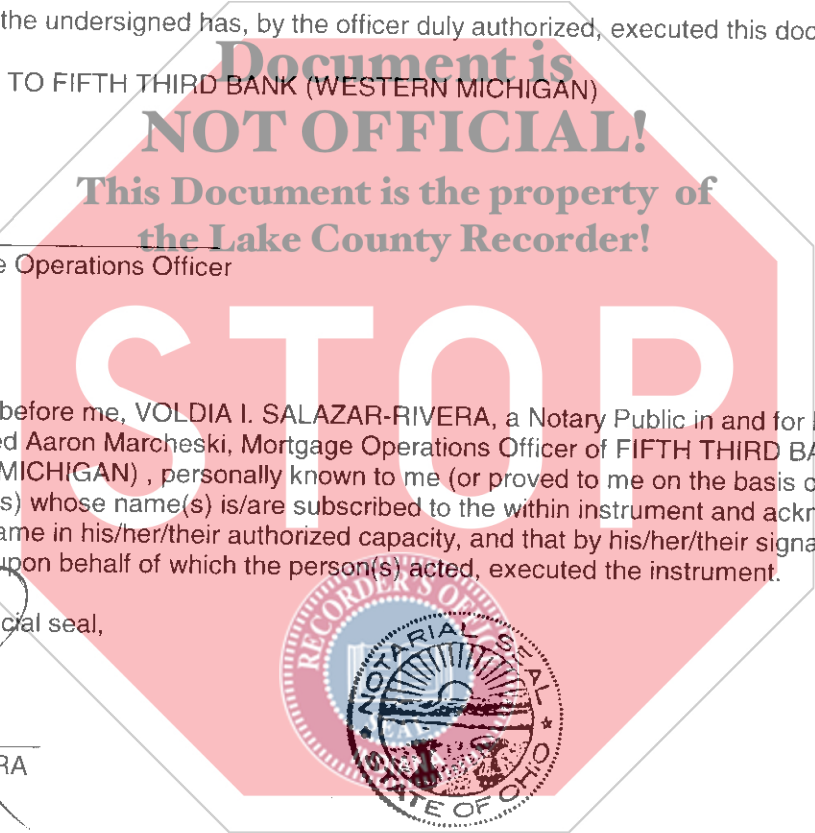 the undersigned has, by the officer duly authorized, executed this doc
Document is
TO FIFTH THIRD BANK (WESTERN MICHIGAN)
NOT OFFICIAL!
This Document is the property of
the Lake County Recorder!
e Operations Officer
STOP
before me, VOLDIA I. SALAZAR-RIVERA, a Notary Public in and for
ed Aaron Marcheski, Mortgage Operations Officer of FIFTH THIRD BA
MICHIGAN) , personally known to me (or proved to me on the basis o
s) whose name(s) is/are subscribed to the within instrument and ackn
ame in his/her/their authorized capacity, and that by his/her/their signa
upon behalf of which the person(s) acted, executed the instrument.
RECORDER'S OFFICE
cial seal,
NOTARIAL SEAL
SEAL
INDIANA
STATE OF OHIO
RA